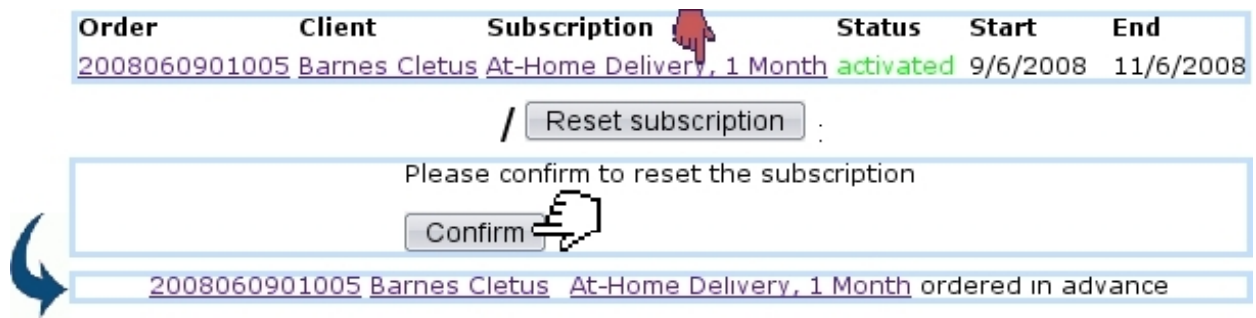 Order Client Subscription Status Start End
2008060901005 Barnes Cletus At-Home Delivery, 1 Month activated 9/6/2008 11/6/2008
/ Reset subscription :
Please confirm to reset the subscription
Confirm
2008060901005 Barnes Cletus At-Home Delivery, 1 Month ordered in advance